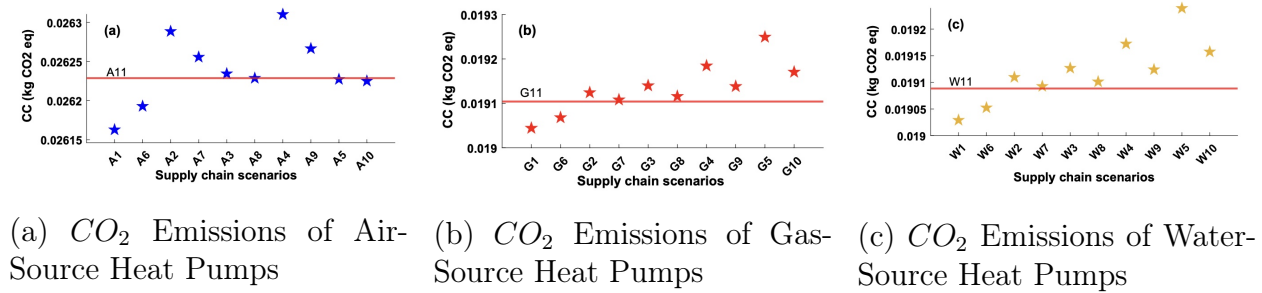 (a)
CC (kg CO2 eq)
0.0263
0.02625
0.0262
0.02615
A11
A1 A6 A2 A7 A3 A8 A4 A9 A5 A10
Supply chain scenarios
(b)
CC (kg CO2 eq)
0.0193
0.0192
0.0191
0.019
G11
G1 G6 G2 G7 G3 G8 G4 G9 G5 G10
Supply chain scenarios
(c)
CC (kg CO2 eq)
0.0192
0.01915
0.0191
0.01905
0.019
W11
W1 W6 W2 W7 W3 W8 W4 W9 W5 W10
Supply chain scenarios
(a) CO2 Emissions of Air-
Source Heat Pumps
(b) CO2 Emissions of Gas-
Source Heat Pumps
(c) CO2 Emissions of Water-
Source Heat Pumps